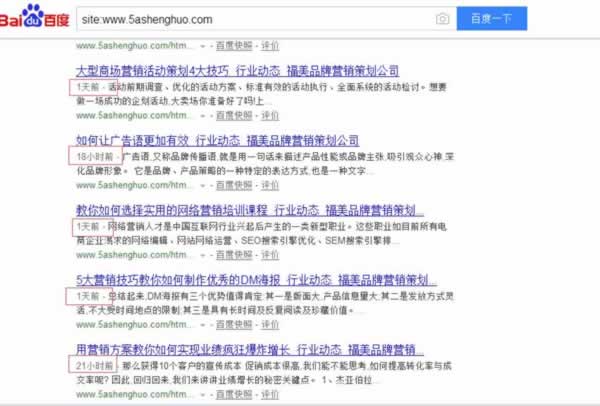 Baidu百度
site:www.5ashenghuo.com
百度一下
www.5ashenghuo.com/htm... - 百度快照 - 评价
大型商场营销活动策划4大技巧_行业动态_福美品牌营销策划公司
1天前 - 活动前期调查、优化的活动方案、标准有效的活动执行、全面系统的活动检讨。想要
做一场成功的企划活动,大卖场你准备好了吗!上...
www.5ashenghuo.com/htm... - 百度快照 - 评价
如何让广告语更加有效_行业动态_福美品牌营销策划公司
18小时前 - 广告语,又称品牌传播语,就是用一句话来描述产品性能或品牌主张,吸引观众心神,深
化品牌形象。 它是品牌、产品策略的一种特定的表达方式,也是一种文字...
www.5ashenghuo.com/htm... - 百度快照 - 评价
教你如何选择实用的网络营销培训课程_行业动态_福美品牌营销策划...
1天前 - 网络营销人才是中国互联网行业兴起后产生的一类新型职业。这些职业如目前所有电
商企业渴求的网络编辑、网站网络运营、SEO搜索引擎优化、SEM搜索引擎排...
www.5ashenghuo.com/htm... - 百度快照 - 评价
5大营销技巧教你如何制作优秀的DM海报_行业动态_福美品牌营销策划...
1天前 - 总结起来,DM海报有三个优势值得肯定:其一是版面大,产品信息量大;其二是发放方式灵
活,不大受时间地点的限制;其三是具有长时间及反复阅读及珍藏价值。...
www.5ashenghuo.com/htm... - 百度快照 - 评价
用营销方案教你如何实现业绩疯狂爆炸增长_行业动态_福美品牌营销...
21小时前 - 那么获得10个客户的宣传成本 促销成本很高,我们能不能思考,如何提高转化率与成
交率呢? 因此,回归回来,我们来讲讲业绩增长的秘密关键点。 1、杰亚伯拉...
www.5ashenghuo.com/htm... - 百度快照 - 评价